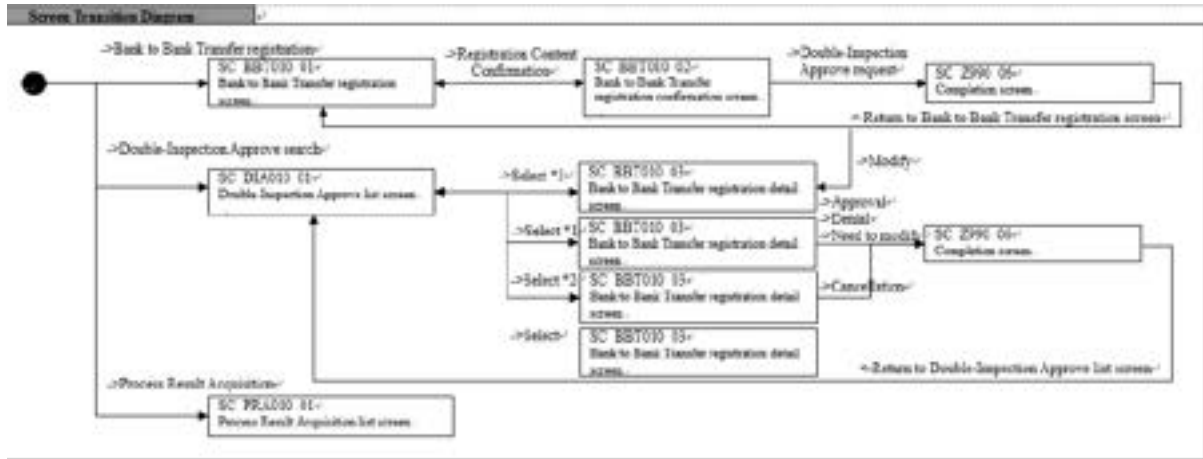 Screen Transition Diagram
->Bank to Bank Transfer registration
SC BBT010 01
Bank to Bank Transfer registration
screen.
->Registration Content
Confirmation
SC BBT010 02
Bank to Bank Transfer
registration confirmation screen.
->Double-Inspection
Approve request
SC Z990 06
Completion screen.
<-Return to Bank to Bank Transfer registration screen
->Double-Inspection Approve search
SC DIA010 01
Double-Inspection Approve list screen.
->Select *1
SC BBT010 03
Bank to Bank Transfer registration detail
screen.
->Modify
->Select *1
SC BBT010 03
Bank to Bank Transfer registration detail
screen.
->Approval
->Denial
->Need to modify
SC Z990 06
Completion screen.
->Select *2
SC BBT010 03
Bank to Bank Transfer registration detail
screen.
->Cancellation
->Select
SC BBT010 03
Bank to Bank Transfer registration detail
screen.
<-Return to Double-Inspection Approve list screen
->Process Result Acquisition
SC PRA010 01
Process Result Acquisition list screen